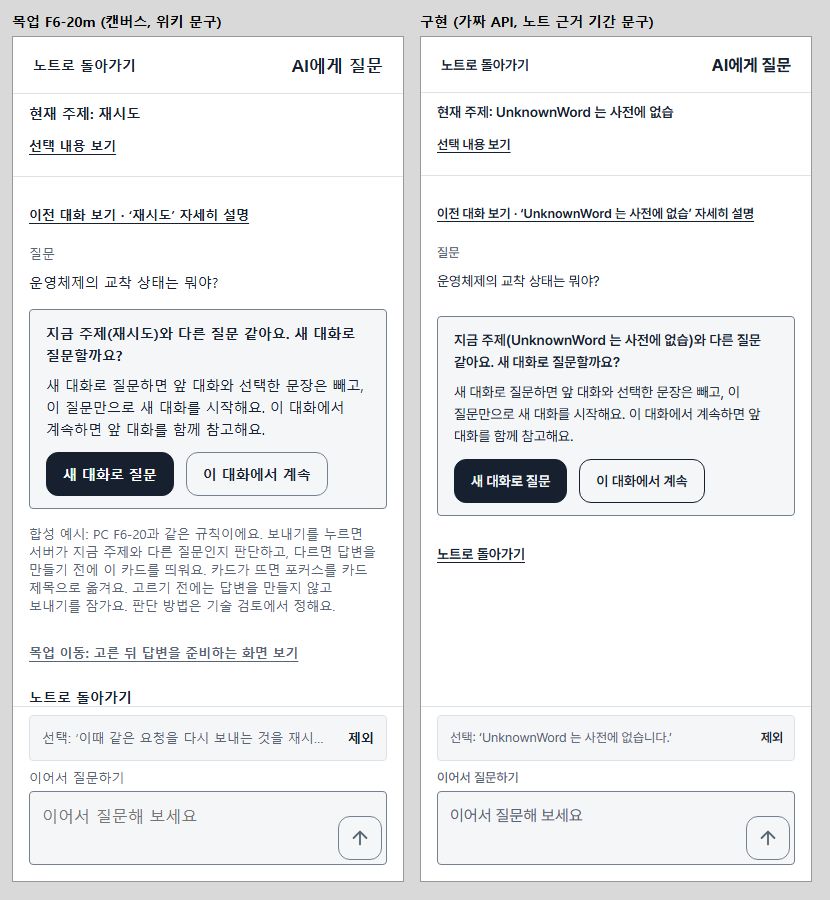 목업 F6-20m (캔버스, 위키 문구)
노트로 돌아가기
AI에게 질문
현재 주제: 재시도
선택 내용 보기
이전 대화 보기 · ‘재시도’ 자세히 설명
질문
운영체제의 교착 상태는 뭐야?
지금 주제(재시도)와 다른 질문 같아요. 새 대화로
질문할까요?
새 대화로 질문하면 앞 대화와 선택한 문장은 빼고,
이 질문만으로 새 대화를 시작해요. 이 대화에서
계속하면 앞 대화를 함께 참고해요.
새 대화로 질문
이 대화에서 계속
합성 예시: PC F6-20과 같은 규칙이에요. 보내기를 누르면
서버가 지금 주제와 다른 질문인지 판단하고, 다르면 답변을
만들기 전에 이 카드를 띄워요. 카드가 뜨면 포커스를 카드
제목으로 옮겨요. 고르기 전에는 답변을 만들지 않고
보내기를 잠가요. 판단 방법은 기술 검토에서 정해요.
목업 이동: 고른 뒤 답변을 준비하는 화면 보기
노트로 돌아가기
선택: ‘이때 같은 요청을 다시 보내는 것을 재시...
제외
이어서 질문하기
이어서 질문해 보세요
구현 (가짜 API, 노트 근거 기간 문구)
노트로 돌아가기
AI에게 질문
현재 주제: UnknownWord 는 사전에 없습
선택 내용 보기
이전 대화 보기 · ‘UnknownWord 는 사전에 없습’ 자세히 설명
질문
운영체제의 교착 상태는 뭐야?
지금 주제(UnknownWord 는 사전에 없습)와 다른 질문
같아요. 새 대화로 질문할까요?
새 대화로 질문하면 앞 대화와 선택한 문장은 빼고, 이
질문만으로 새 대화를 시작해요. 이 대화에서 계속하면 앞
대화를 함께 참고해요.
새 대화로 질문
이 대화에서 계속
노트로 돌아가기
선택: ‘UnknownWord 는 사전에 없습니다.’
제외
이어서 질문하기
이어서 질문해 보세요